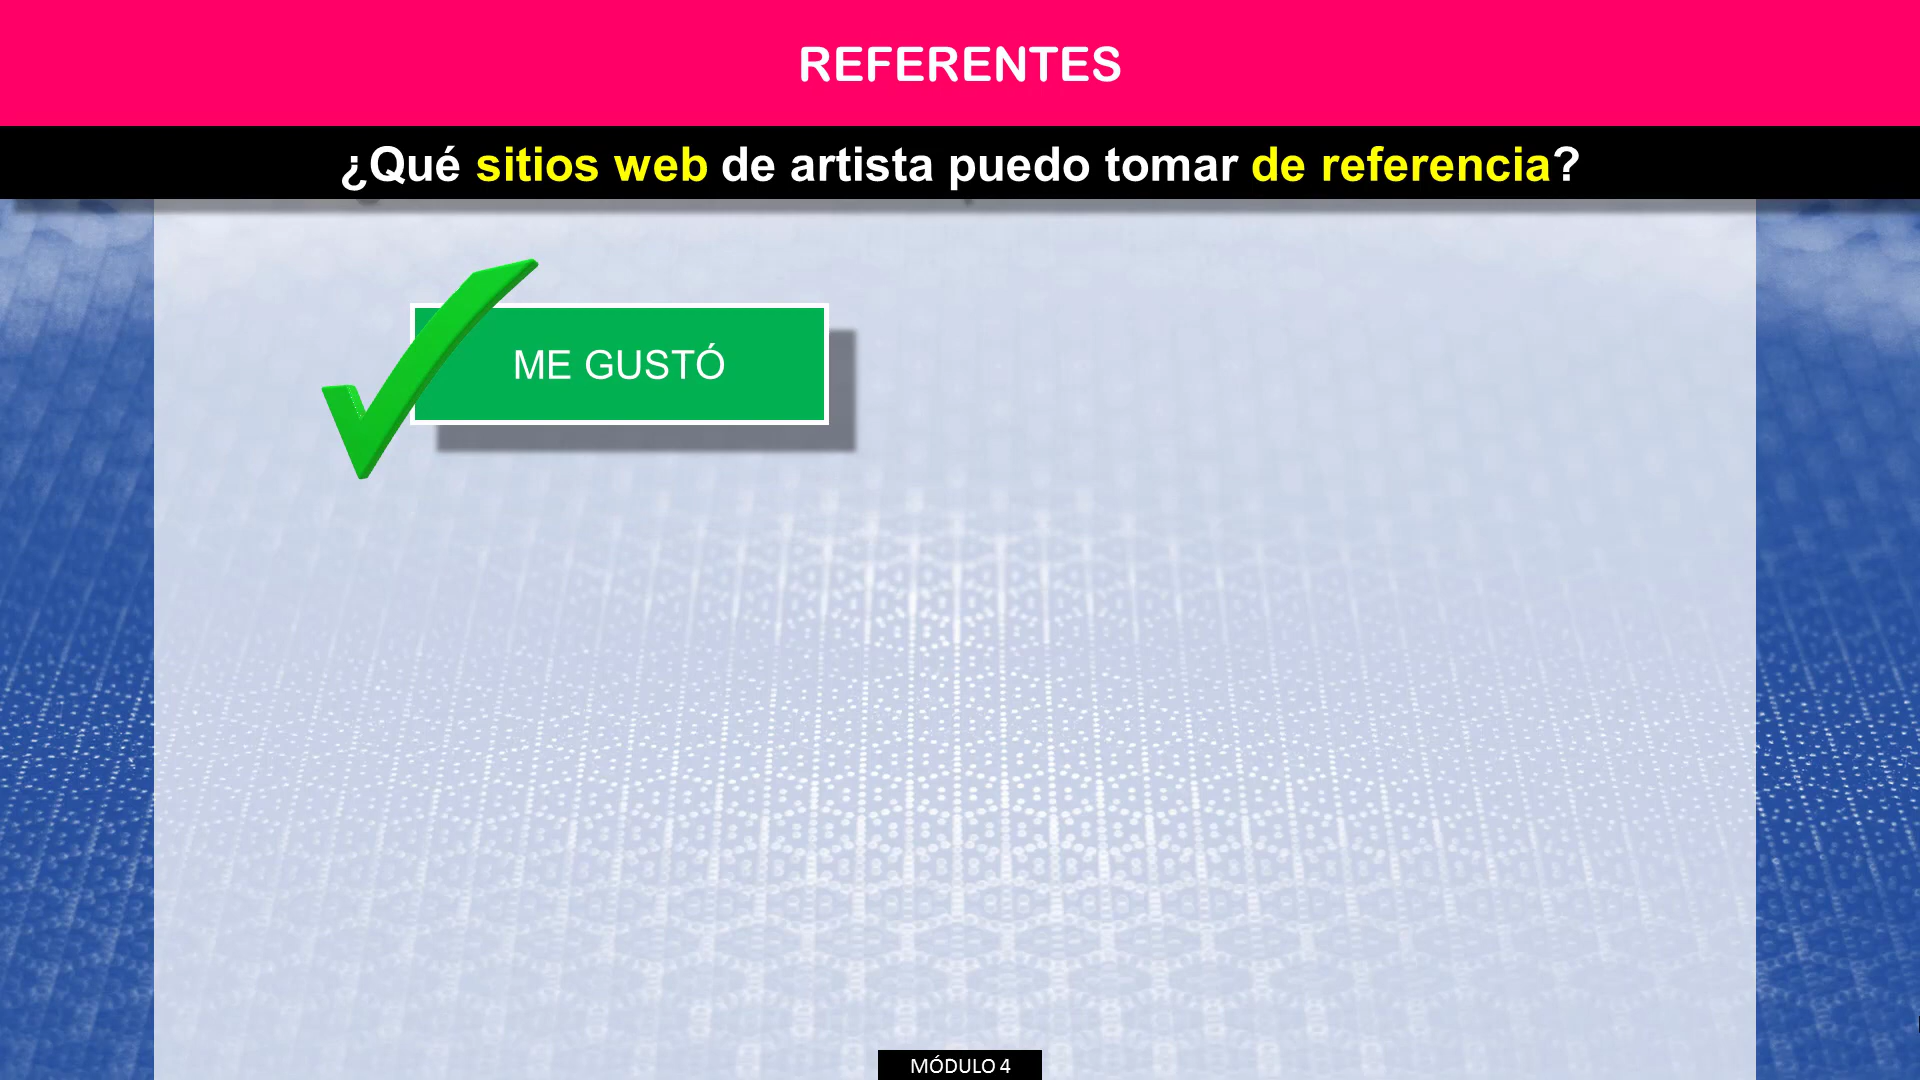 REFERENTES
¿Qué sitios web de artista puedo tomar de referencia?
ME GUSTÓ
MÓDULO 4